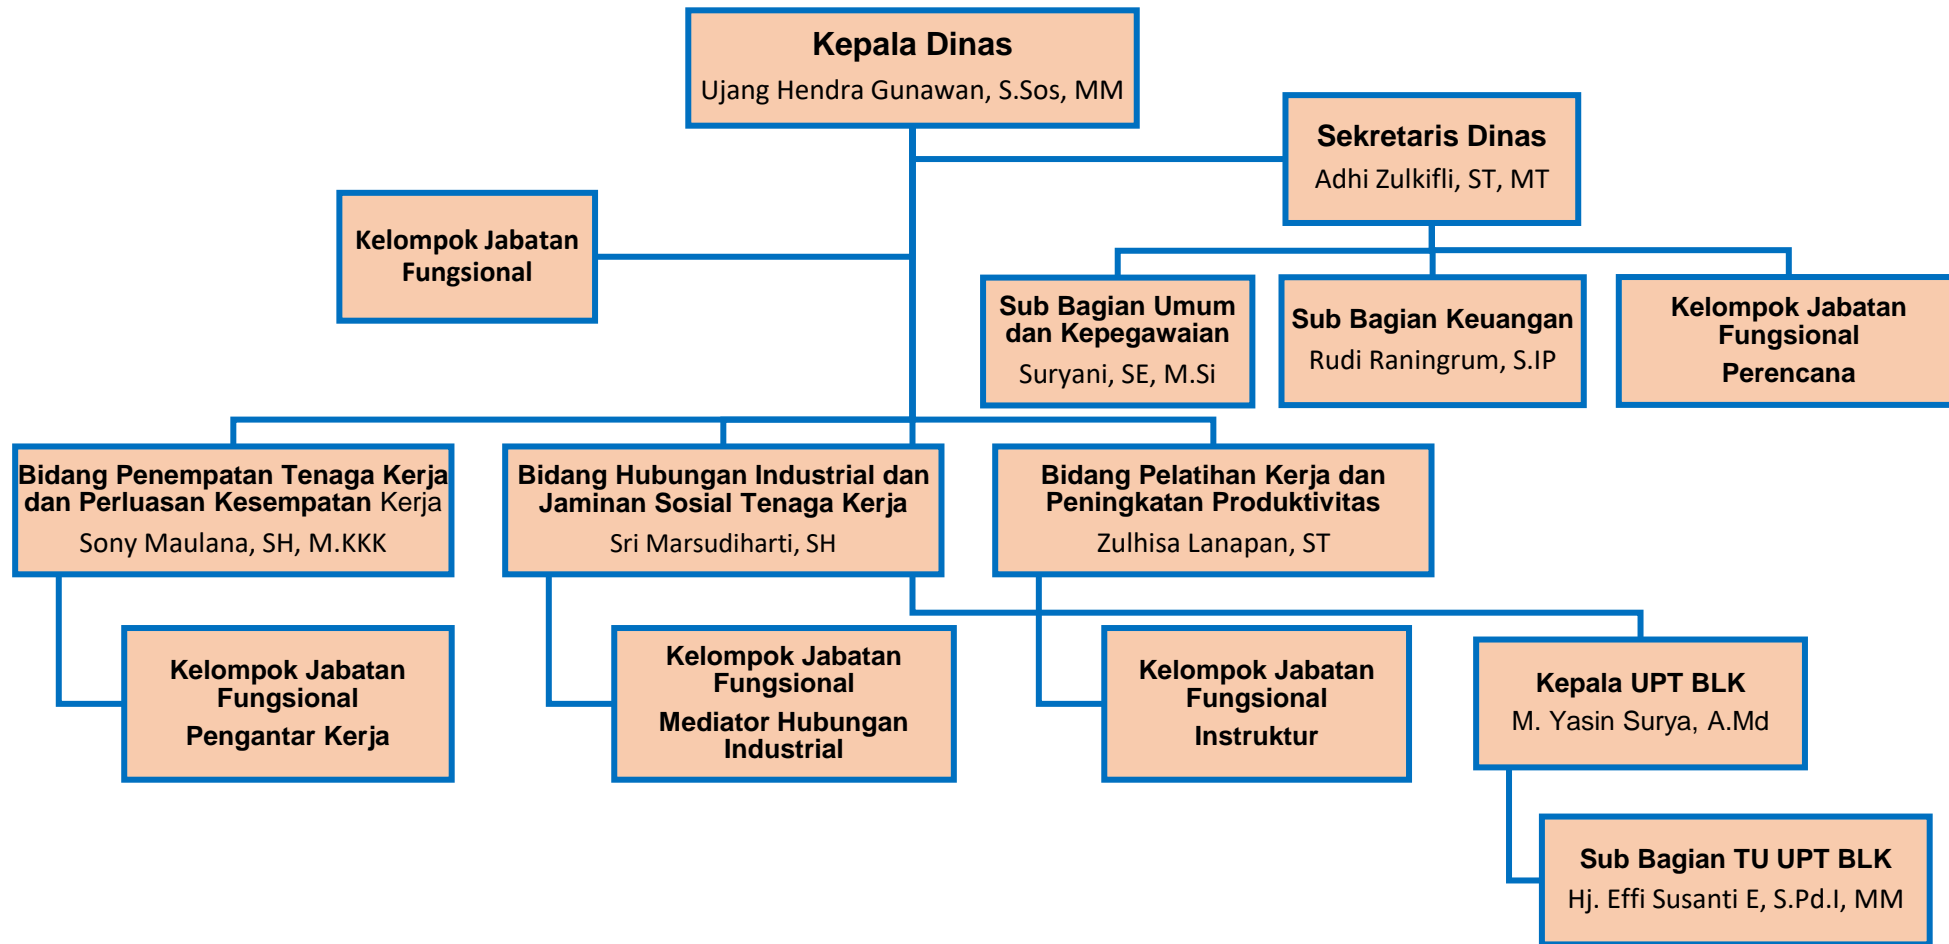 Kepala Dinas
Ujang Hendra Gunawan, S.Sos, MM
Sekretaris Dinas
Adhi Zulkifli, ST, MT
Kelompok Jabatan
Fungsional
Sub Bagian Umum
dan Kepegawaian
Suryani, SE, M.Si
Sub Bagian Keuangan
Rudi Raningrum, S.IP
Kelompok Jabatan
Fungsional
Perencana
Bidang Penempatan Tenaga Kerja
dan Perluasan Kesempatan Kerja
Sony Maulana, SH, M.KKK
Bidang Hubungan Industrial dan
Jaminan Sosial Tenaga Kerja
Sri Marsudiharti, SH
Bidang Pelatihan Kerja dan
Peningkatan Produktivitas
Zulhisa Lanapan, ST
Kelompok Jabatan
Fungsional
Pengantar Kerja
Kelompok Jabatan
Fungsional
Mediator Hubungan
Industrial
Kelompok Jabatan
Fungsional
Instruktur
Kepala UPT BLK
M. Yasin Surya, A.Md
Sub Bagian TU UPT BLK
Hj. Effi Susanti E, S.Pd.I, MM